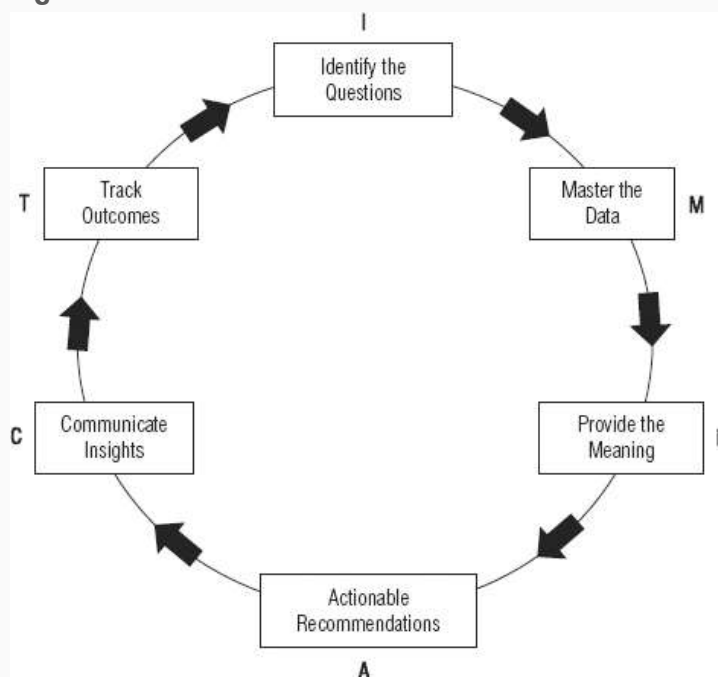 I
Identify the
Questions
Track
Outcomes
T
Master the
Data
M
Communicate
Insights
C
Provide the
Meaning
Actionable
Recommendations
A